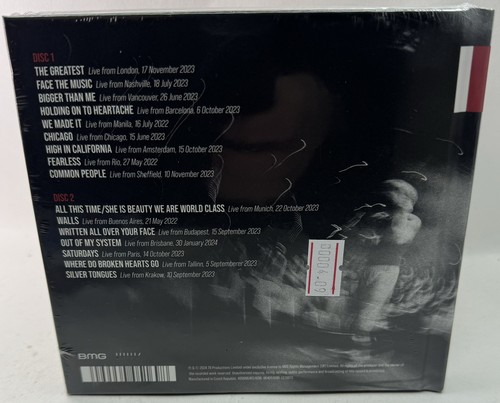 DISC 1
THE GREATEST Live from London, 17 November 2023
FACE THE MUSIC Live from Nashville, 18 July 2023
BIGGER THAN ME Live from Vancouver, 26 June 2023
HOLDING ON TO HEARTACHE Live from Barcelona, 6 October 2023
WE MADE IT Live from Manila, 16 July 2022
CHICAGO Live from Chicago, 15 June 2023
HIGH IN CALIFORNIA Live from Amsterdam, 15 October 2023
FEARLESS Live from Rio, 27 May 2022
COMMON PEOPLE Live from Sheffield, 10 November 2023
DISC 2
ALL THIS TIME/SHE IS BEAUTY WE ARE WORLD CLASS Live from Munich, 22 October 2023
WALLS Live from Buenos Aires, 21 May 2022
WRITTEN ALL OVER YOUR FACE Live from Budapest, 15 September 2023
OUT OF MY SYSTEM Live from Brisbane, 30 January 2024
SATURDAYS Live from Paris, 14 October 2023
WHERE DO BROKEN HEARTS GO Live from Tallinn, 5 September 2023
SILVER TONGUES Live from Krakow, 10 September 2023
$0004.09
BMG